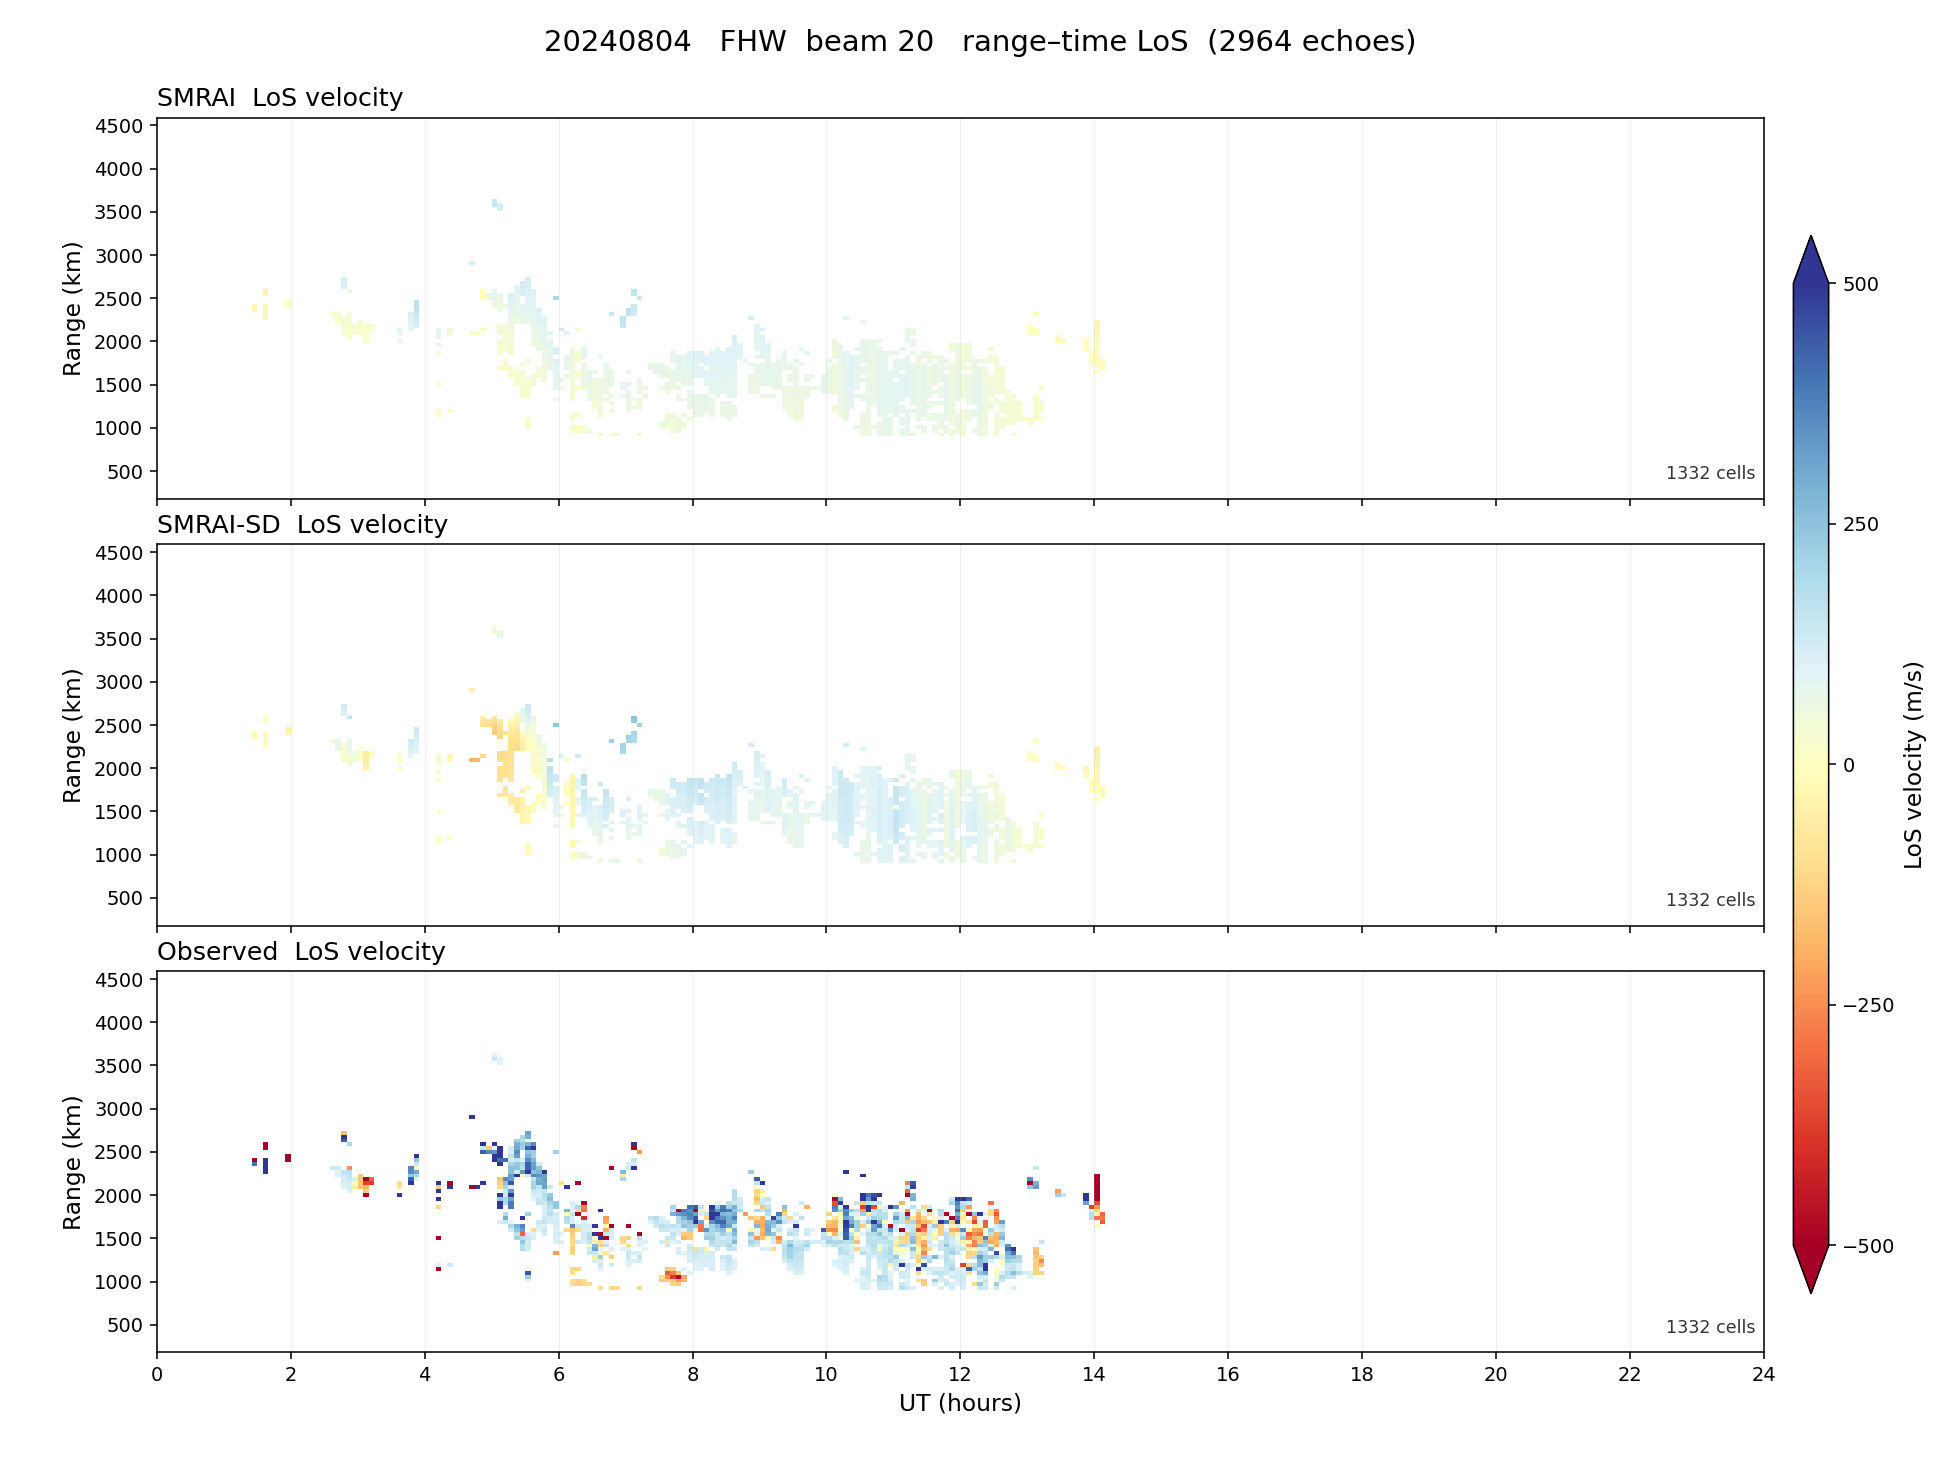 20240804   FHW  beam 20   range–time LoS  (2964 echoes)
SMRAI  LoS velocity
4500
4000
3500
3000
2500
2000
1500
1000
500
Range (km)
1332 cells
SMRAI-SD  LoS velocity
4500
4000
3500
3000
2500
2000
1500
1000
500
Range (km)
1332 cells
Observed  LoS velocity
4500
4000
3500
3000
2500
2000
1500
1000
500
Range (km)
1332 cells
0 2 4 6 8 10 12 14 16 18 20 22 24
UT (hours)
500
250
0
−250
−500
LoS velocity (m/s)